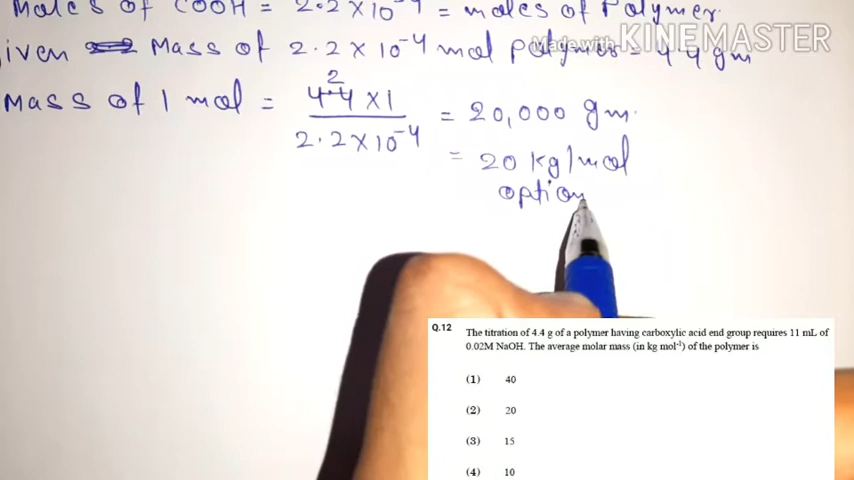 Moles of COOH = 2.2 × 10⁻⁴ = moles of Polymer.
iven Mass of 2.2 × 10⁻⁴ mol polymer = 4.4 gm
Made with KINEMASTER
Mass of 1 mol = 4.4 × 1 / 2.2 × 10⁻⁴ = 20,000 gm.
2
= 20 kg/mol
option
Q.12 The titration of 4.4 g of a polymer having carboxylic acid end group requires 11 mL of
0.02M NaOH. The average molar mass (in kg mol⁻¹) of the polymer is
(1) 40
(2) 20
(3) 15
(4) 10